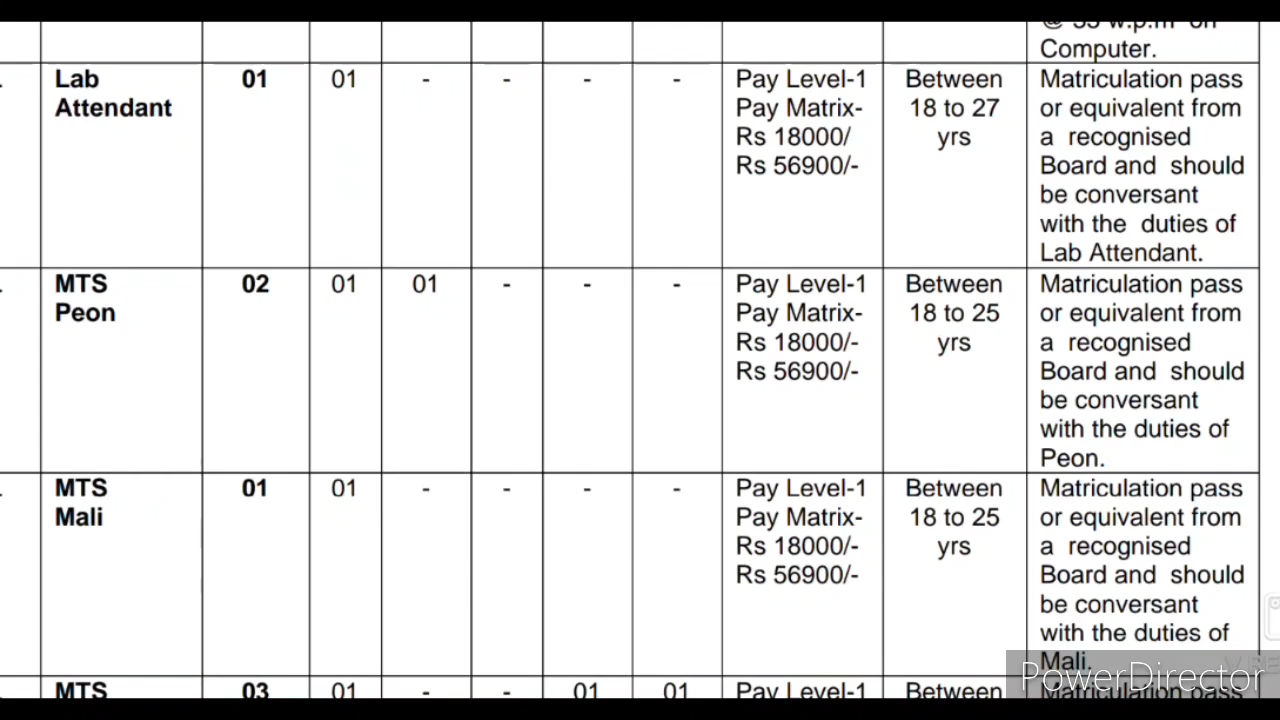 @ 35 w.p.m on
Computer.
Lab
Attendant
01
01
-
-
-
-
Pay Level-1
Pay Matrix-
Rs 18000/
Rs 56900/-
Between
18 to 27
yrs
Matriculation pass
or equivalent from
a recognised
Board and should
be conversant
with the duties of
Lab Attendant.
MTS
Peon
02
01
01
-
-
-
Pay Level-1
Pay Matrix-
Rs 18000/-
Rs 56900/-
Between
18 to 25
yrs
Matriculation pass
or equivalent from
a recognised
Board and should
be conversant
with the duties of
Peon.
MTS
Mali
01
01
-
-
-
-
Pay Level-1
Pay Matrix-
Rs 18000/-
Rs 56900/-
Between
18 to 25
yrs
Matriculation pass
or equivalent from
a recognised
Board and should
be conversant
with the duties of
Mali.
MTS
03
01
-
-
01
01
Pay Level-1
Between
Matriculation pass
PowerDirector